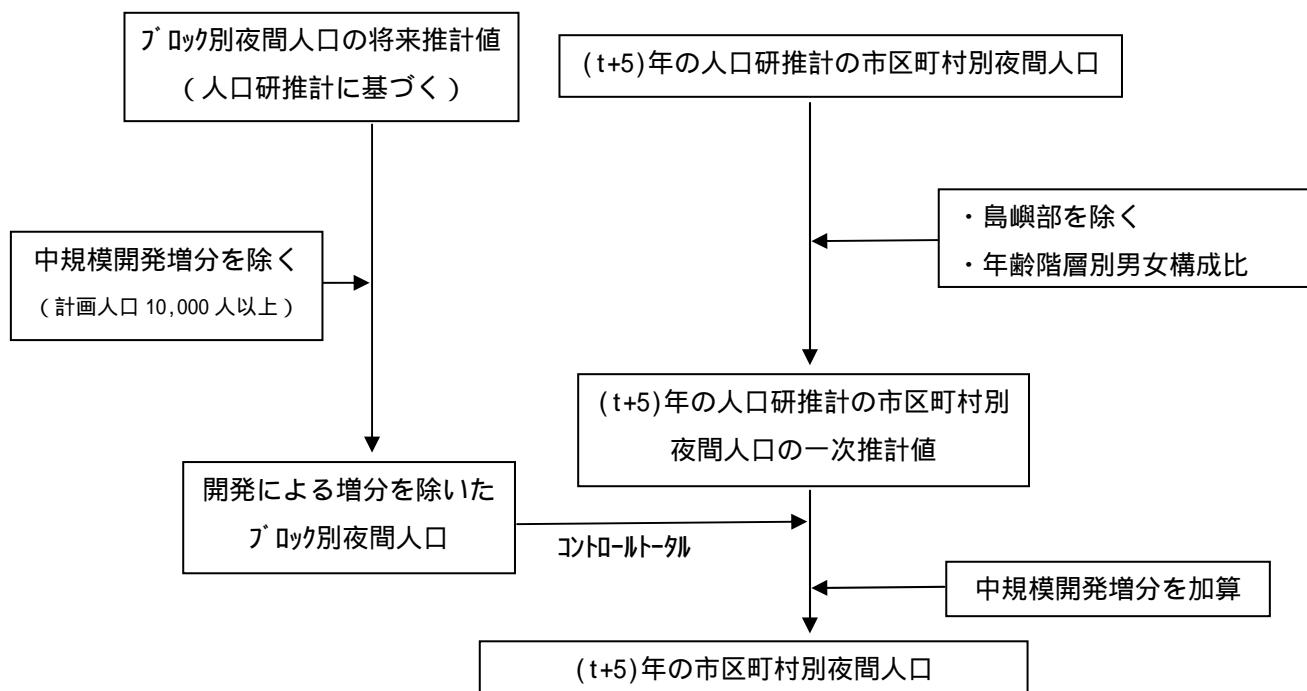 ﾌﾞﾛｯｸ別夜間人口の将来推計値
（人口研推計に基づく）
(t+5)年の人口研推計の市区町村別夜間人口
・島嶼部を除く
・年齢階層別男女構成比
中規模開発増分を除く
（計画人口 10,000 人以上）
(t+5)年の人口研推計の市区町村別
夜間人口の一次推計値
開発による増分を除いた
ﾌﾞﾛｯｸ別夜間人口
ｺﾝﾄﾛｰﾙﾄｰﾀﾙ
中規模開発増分を加算
(t+5)年の市区町村別夜間人口